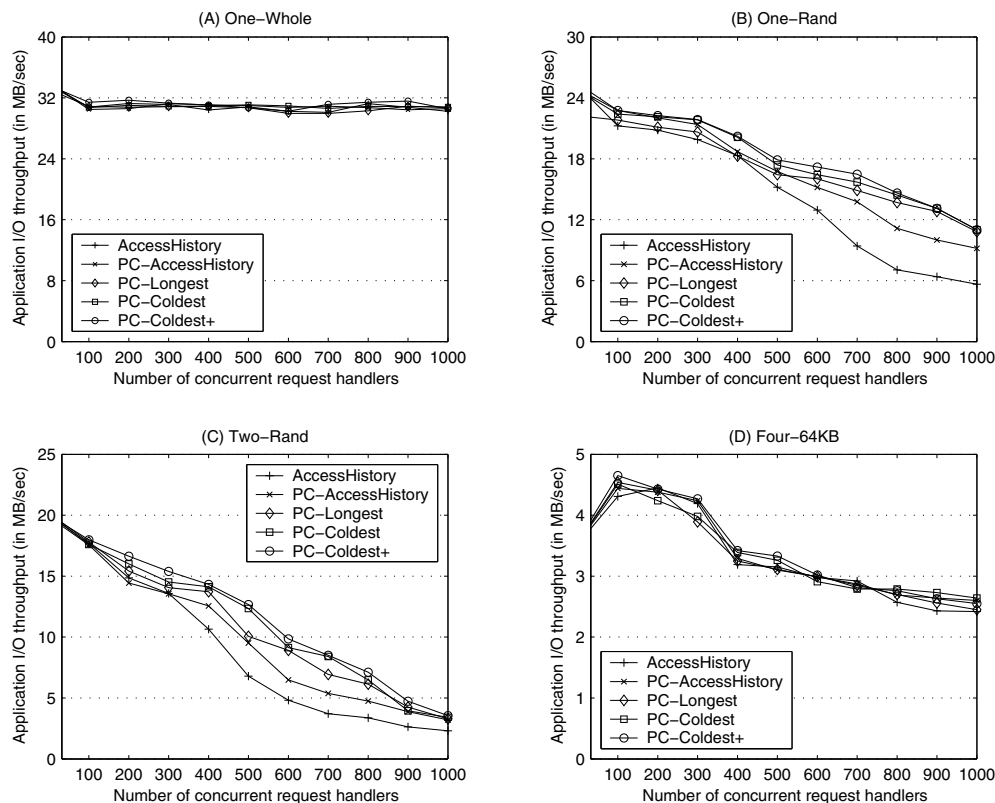 (A) One−Whole
Application I/O throughput (in MB/sec)
40
32
24
16
8
0
AccessHistory
PC−AccessHistory
PC−Longest
PC−Coldest
PC−Coldest+
100 200 300 400 500 600 700 800 900 1000
Number of concurrent request handlers
(B) One−Rand
Application I/O throughput (in MB/sec)
30
24
18
12
6
0
AccessHistory
PC−AccessHistory
PC−Longest
PC−Coldest
PC−Coldest+
100 200 300 400 500 600 700 800 900 1000
Number of concurrent request handlers
(C) Two−Rand
Application I/O throughput (in MB/sec)
25
20
15
10
5
0
AccessHistory
PC−AccessHistory
PC−Longest
PC−Coldest
PC−Coldest+
100 200 300 400 500 600 700 800 900 1000
Number of concurrent request handlers
(D) Four−64KB
Application I/O throughput (in MB/sec)
5
4
3
2
1
0
AccessHistory
PC−AccessHistory
PC−Longest
PC−Coldest
PC−Coldest+
100 200 300 400 500 600 700 800 900 1000
Number of concurrent request handlers